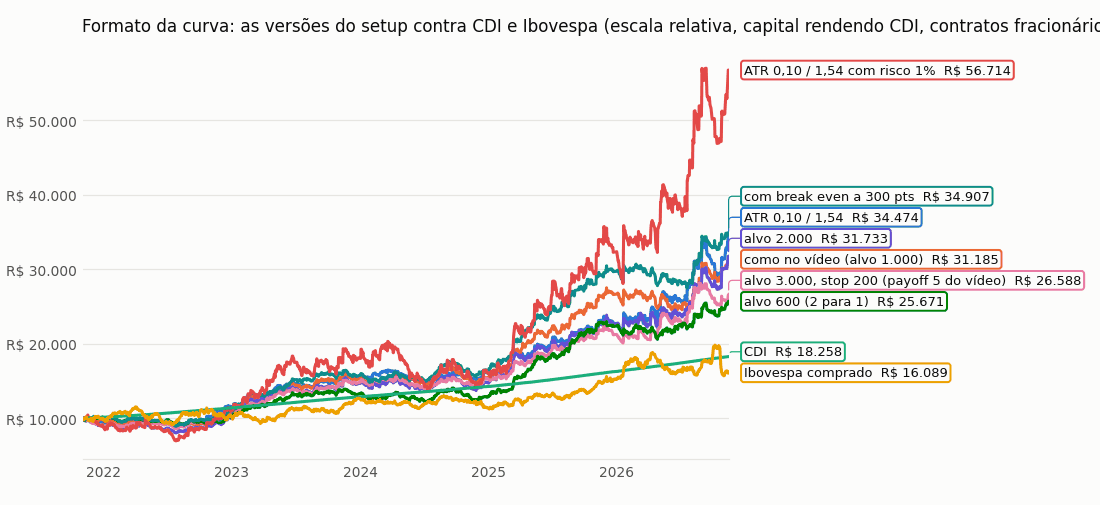 Formato da curva: as versões do setup contra CDI e Ibovespa (escala relativa, capital rendendo CDI, contratos fracionário
R$ 50.000
R$ 40.000
R$ 30.000
R$ 20.000
R$ 10.000
ATR 0,10 / 1,54 com risco 1% R$ 56.714
com break even a 300 pts R$ 34.907
ATR 0,10 / 1,54 R$ 34.474
alvo 2.000 R$ 31.733
como no vídeo (alvo 1.000) R$ 31.185
alvo 3.000, stop 200 (payoff 5 do vídeo) R$ 26.588
alvo 600 (2 para 1) R$ 25.671
CDI R$ 18.258
Ibovespa comprado R$ 16.089
2022
2023
2024
2025
2026